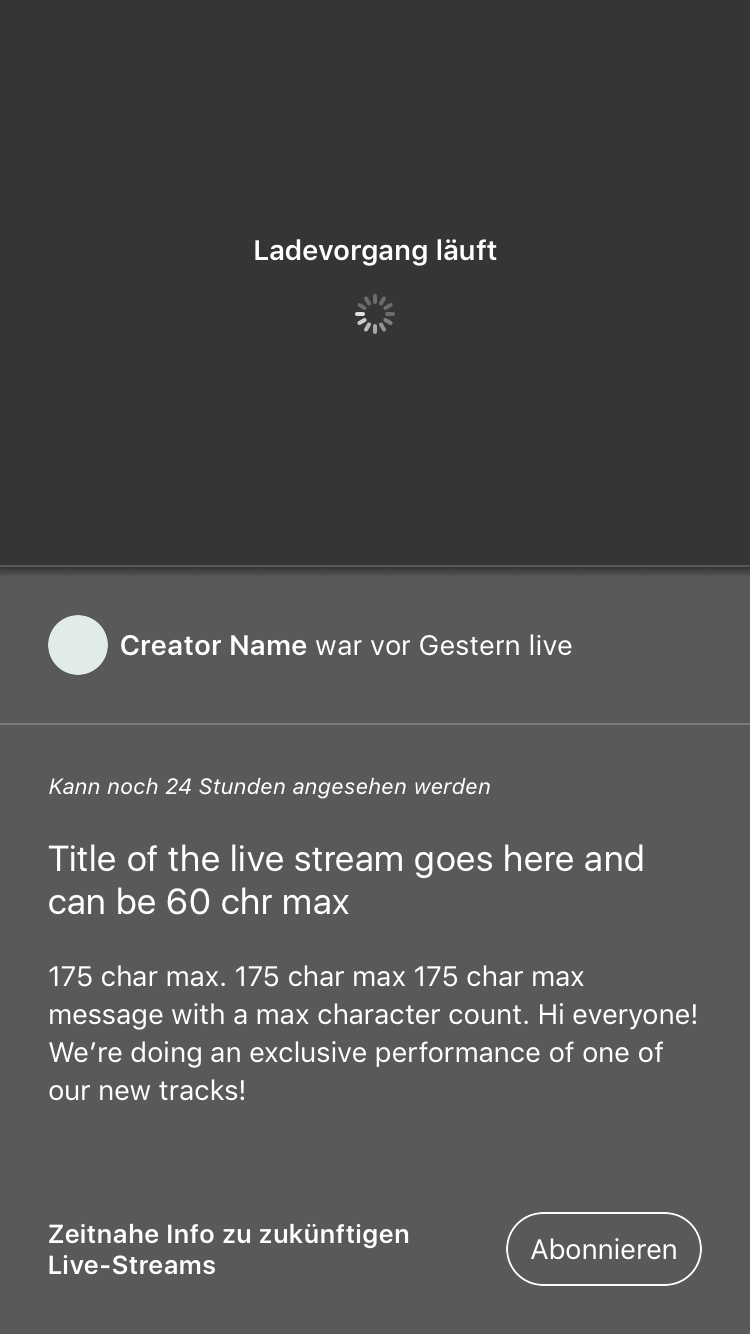 Ladevorgang läuft
Creator Name war vor Gestern live
Kann noch 24 Stunden angesehen werden
Title of the live stream goes here and
can be 60 chr max
175 char max. 175 char max 175 char max
message with a max character count. Hi everyone!
We’re doing an exclusive performance of one of
our new tracks!
Zeitnahe Info zu zukünftigen
Live-Streams
Abonnieren